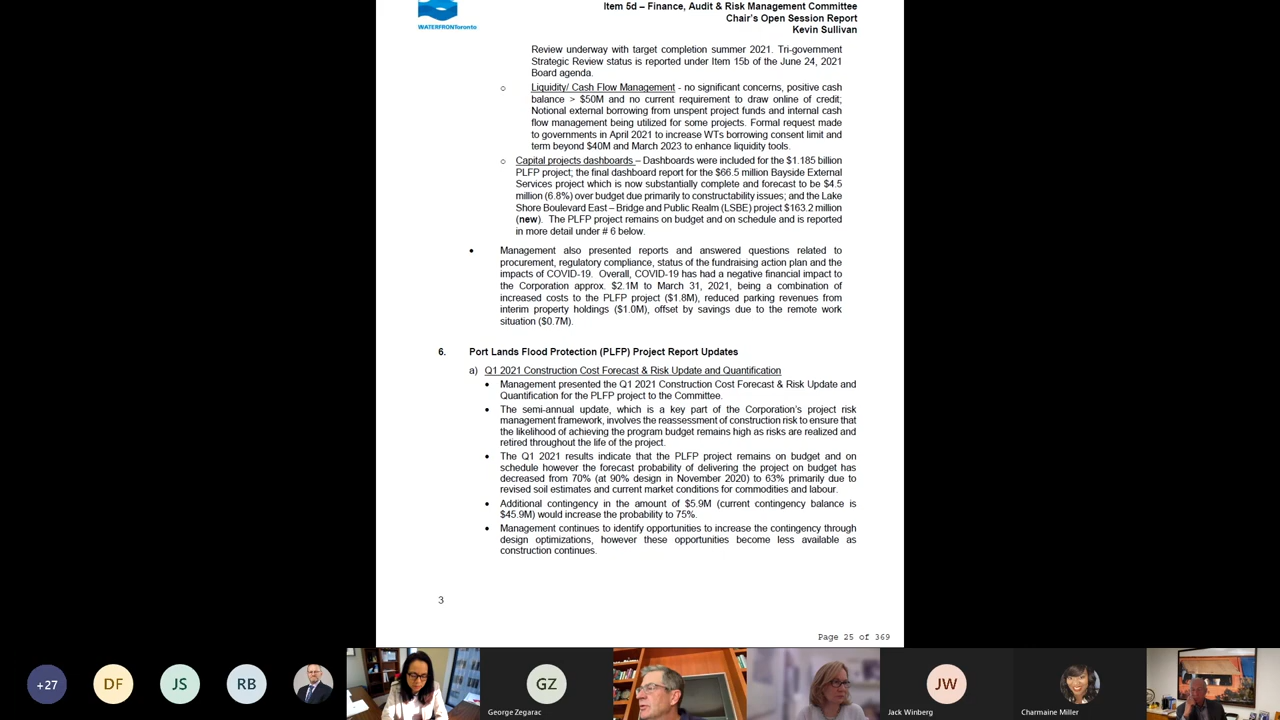 WATERFRONToronto
Item 5d – Finance, Audit & Risk Management Committee
Chair's Open Session Report
Kevin Sullivan
Review underway with target completion summer 2021. Tri-government
Strategic Review status is reported under Item 15b of the June 24, 2021
Board agenda.
o Liquidity/ Cash Flow Management - no significant concerns, positive cash
balance > $50M and no current requirement to draw online of credit;
Notional external borrowing from unspent project funds and internal cash
flow management being utilized for some projects. Formal request made
to governments in April 2021 to increase WTs borrowing consent limit and
term beyond $40M and March 2023 to enhance liquidity tools.
o Capital projects dashboards – Dashboards were included for the $1.185 billion
PLFP project; the final dashboard report for the $66.5 million Bayside External
Services project which is now substantially complete and forecast to be $4.5
million (6.8%) over budget due primarily to constructability issues; and the Lake
Shore Boulevard East – Bridge and Public Realm (LSBE) project $163.2 million
(new). The PLFP project remains on budget and on schedule and is reported
in more detail under # 6 below.
• Management also presented reports and answered questions related to
procurement, regulatory compliance, status of the fundraising action plan and the
impacts of COVID-19. Overall, COVID-19 has had a negative financial impact to
the Corporation approx. $2.1M to March 31, 2021, being a combination of
increased costs to the PLFP project ($1.8M), reduced parking revenues from
interim property holdings ($1.0M), offset by savings due to the remote work
situation ($0.7M).
6. Port Lands Flood Protection (PLFP) Project Report Updates
a) Q1 2021 Construction Cost Forecast & Risk Update and Quantification
• Management presented the Q1 2021 Construction Cost Forecast & Risk Update and
Quantification for the PLFP project to the Committee.
• The semi-annual update, which is a key part of the Corporation's project risk
management framework, involves the reassessment of construction risk to ensure that
the likelihood of achieving the program budget remains high as risks are realized and
retired throughout the life of the project.
• The Q1 2021 results indicate that the PLFP project remains on budget and on
schedule however the forecast probability of delivering the project on budget has
decreased from 70% (at 90% design in November 2020) to 63% primarily due to
revised soil estimates and current market conditions for commodities and labour.
• Additional contingency in the amount of $5.9M (current contingency balance is
$45.9M) would increase the probability to 75%.
• Management continues to identify opportunities to increase the contingency through
design optimizations, however these opportunities become less available as
construction continues.
3
Page 25 of 369
+27
DF
JS
RB
GZ
George Zegarac
JW
Jack Winberg
Charmaine Miller